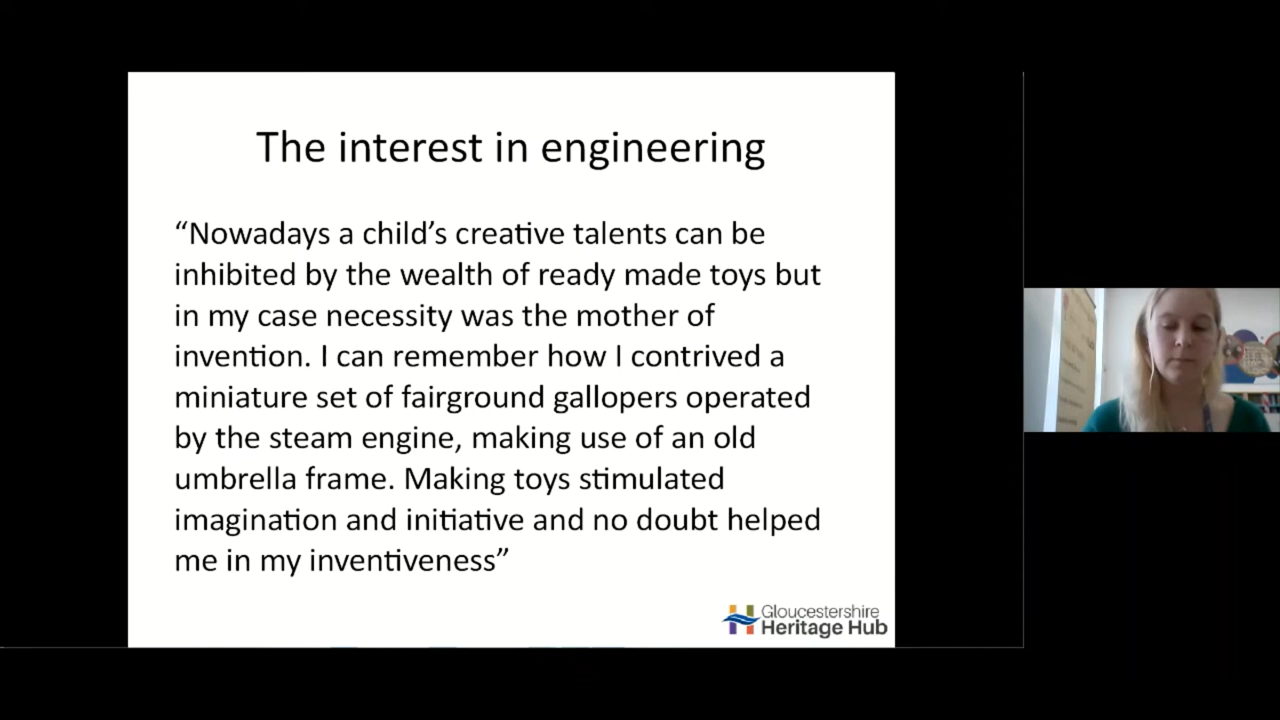 The interest in engineering
“Nowadays a child’s creative talents can be
inhibited by the wealth of ready made toys but
in my case necessity was the mother of
invention. I can remember how I contrived a
miniature set of fairground gallopers operated
by the steam engine, making use of an old
umbrella frame. Making toys stimulated
imagination and initiative and no doubt helped
me in my inventiveness”
Gloucestershire
Heritage Hub